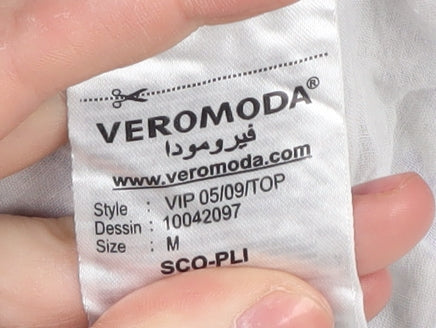 VEROMODA®
فيرومودا
www.veromoda.com
Style : VIP 05/09/TOP
Dessin : 10042097
Size : M
SCO-PLI